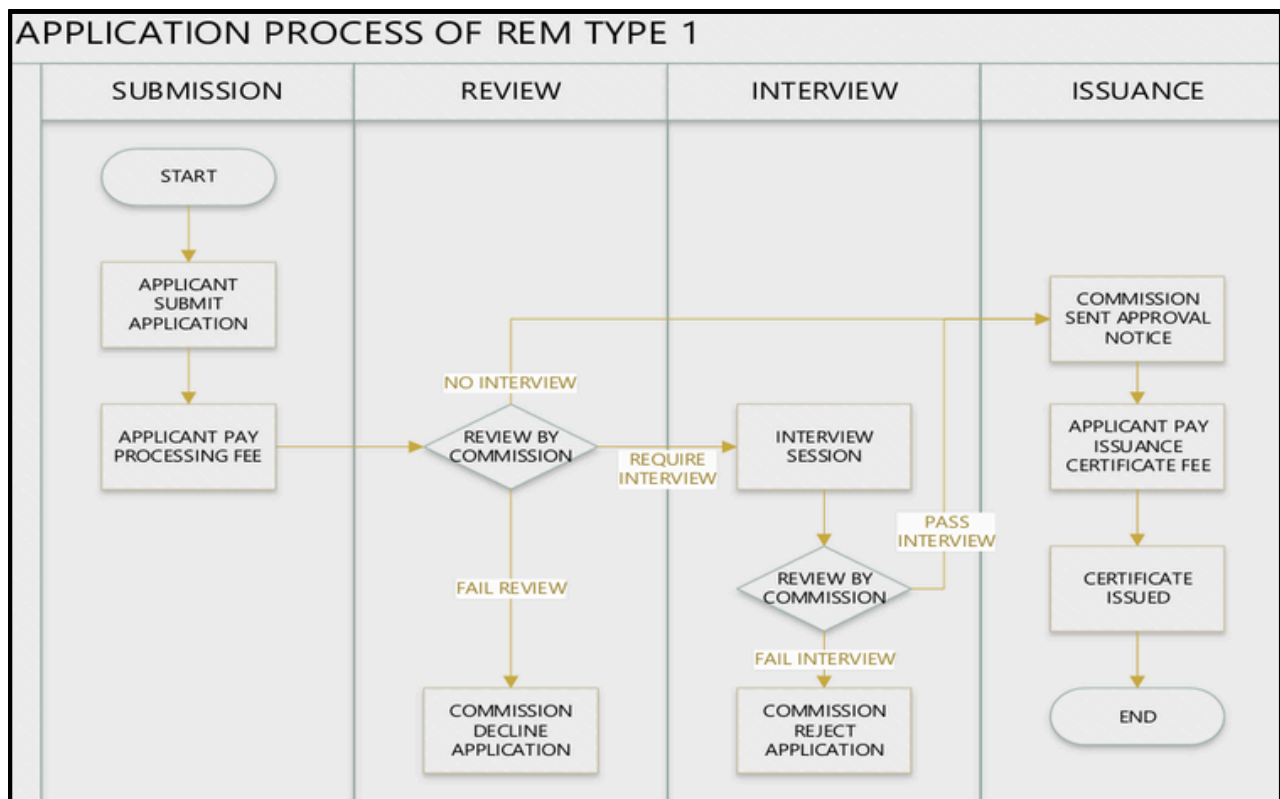 APPLICATION PROCESS OF REM TYPE 1
SUBMISSION
REVIEW
INTERVIEW
ISSUANCE
START
APPLICANT
SUBMIT
APPLICATION
APPLICANT PAY
PROCESSING FEE
NO INTERVIEW
REVIEW BY
COMMISSION
REQUIRE
INTERVIEW
FAIL REVIEW
COMMISSION
DECLINE
APPLICATION
INTERVIEW
SESSION
PASS
INTERVIEW
REVIEW BY
COMMISSION
FAIL INTERVIEW
COMMISSION
REJECT
APPLICATION
COMMISSION
SENT APPROVAL
NOTICE
APPLICANT PAY
ISSUANCE
CERTIFICATE FEE
CERTIFICATE
ISSUED
END